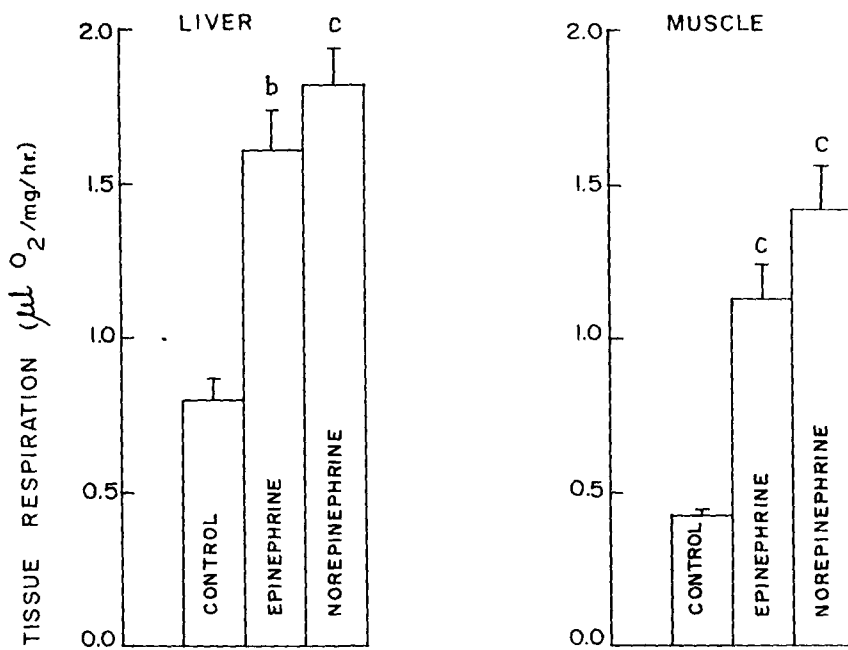 LIVER
c
b
2.0
1.5
1.0
0.5
0.0
TISSUE RESPIRATION (µl O2/mg/hr.)
CONTROL
EPINEPHRINE
NOREPINEPHRINE
MUSCLE
C
C
2.0
1.5
1.0
0.5
0.0
CONTROL
EPINEPHRINE
NOREPINEPHRINE